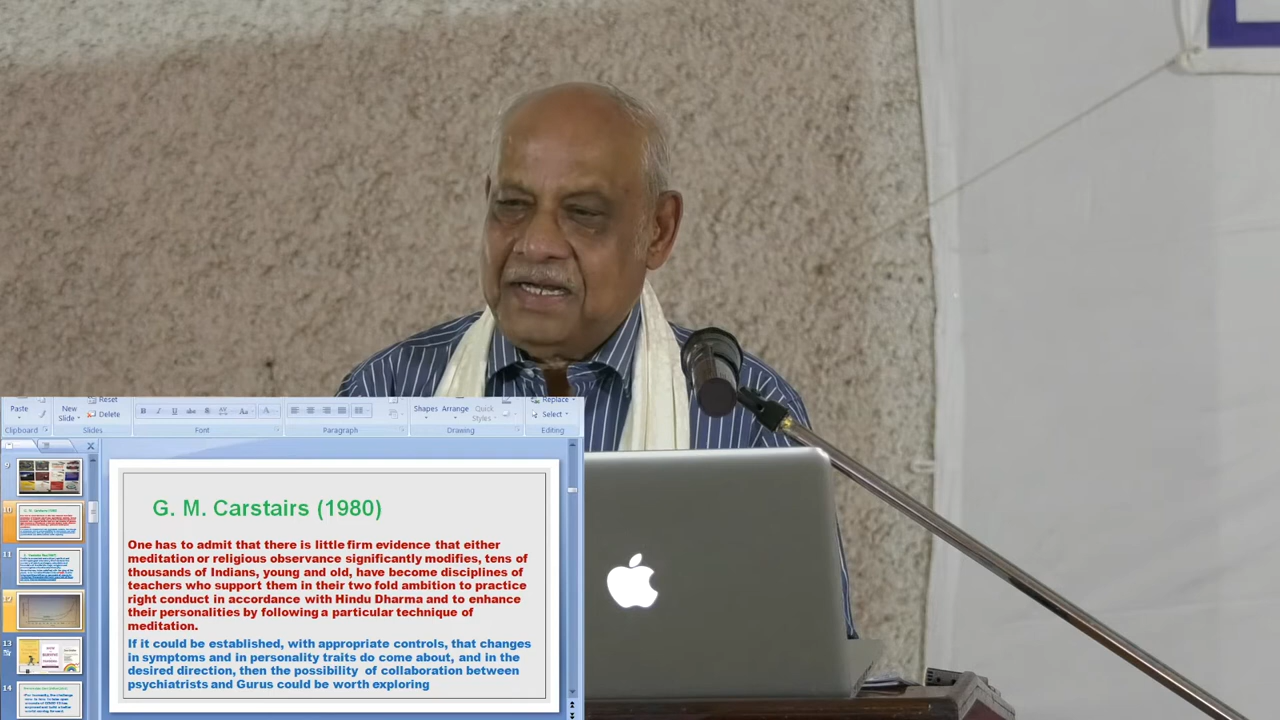 Reset
Replace
Paste
New
Slide
Delete
Shapes
Arrange
Quick
Styles
Select
Clipboard
Slides
Font
Paragraph
Drawing
Editing
9
10
11
12
13
14
G. M. Carstairs (1980)
One has to admit that there is little firm evidence that either
meditation or religious observance significantly modifies, tens of
thousands of Indians, young and old, have become disciplines of
teachers who support them in their two fold ambition to practice
right conduct in accordance with Hindu Dharma and to enhance
their personalities by following a particular technique of
meditation.
If it could be established, with appropriate controls, that changes
in symptoms and in personality traits do come about, and in the
desired direction, then the possibility of collaboration between
psychiatrists and Gurus could be worth exploring